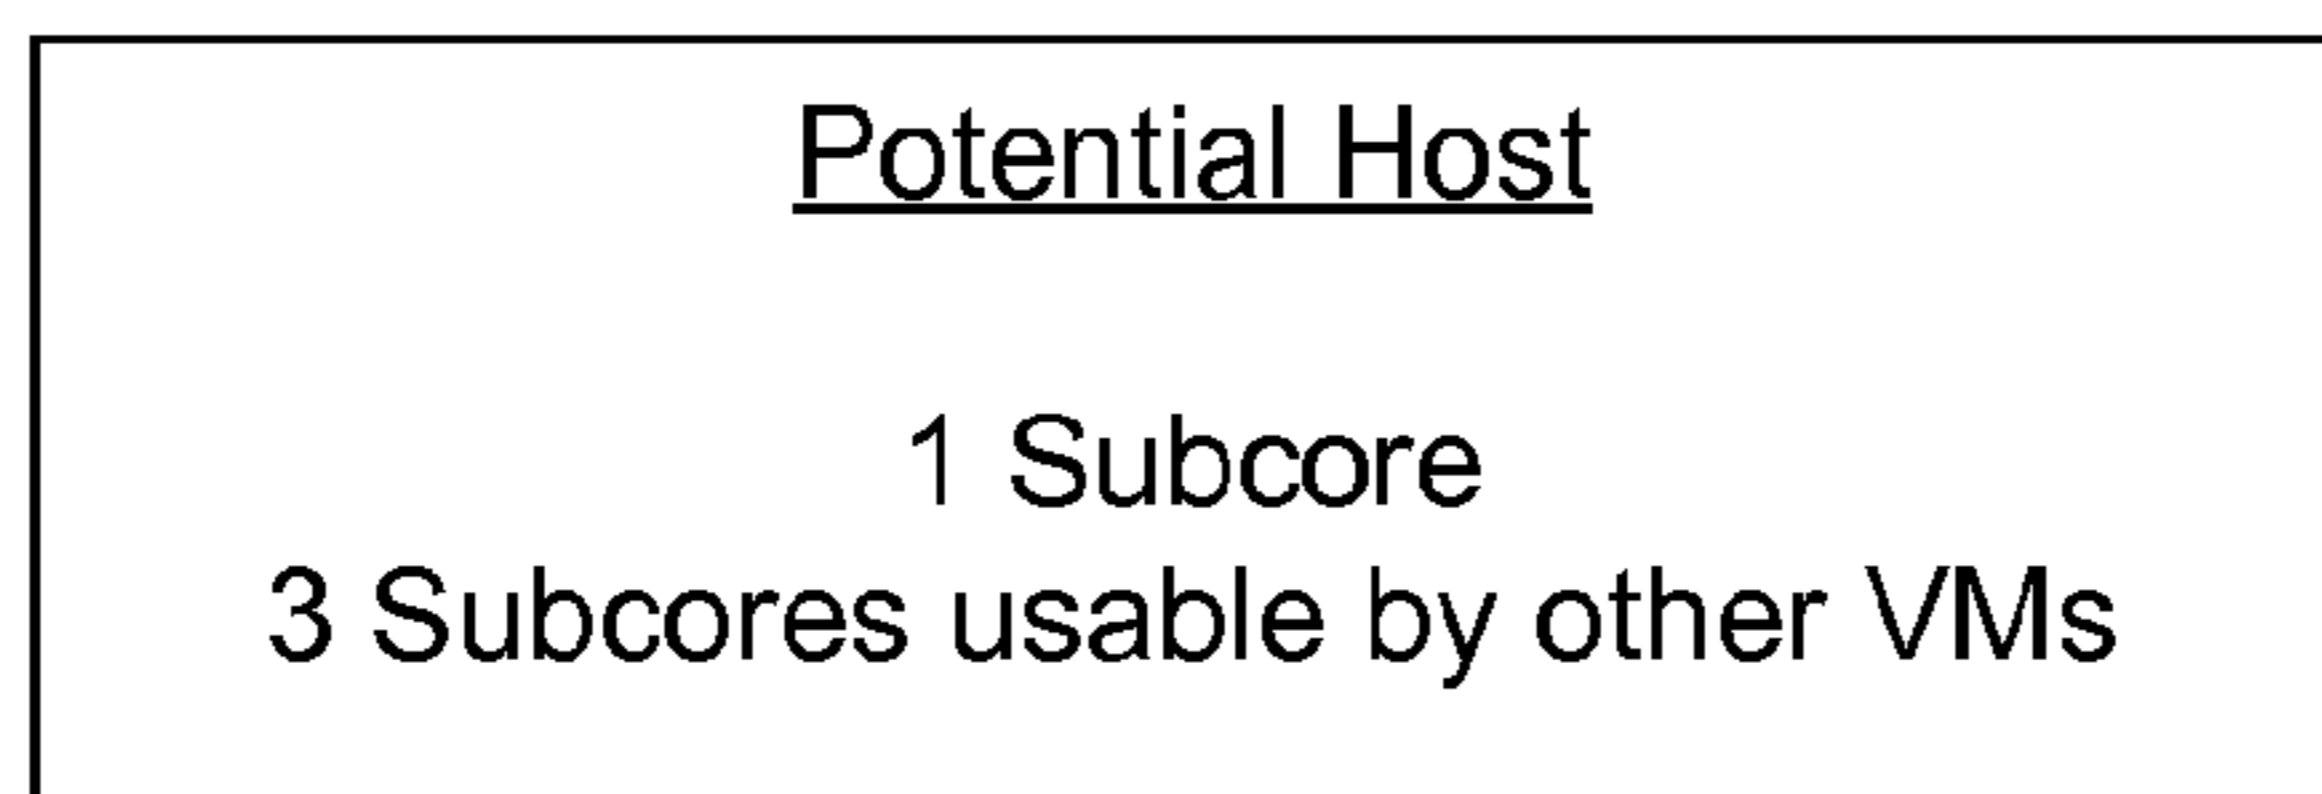 Potential Host
1 Subcore
3 Subcores usable by other VMs